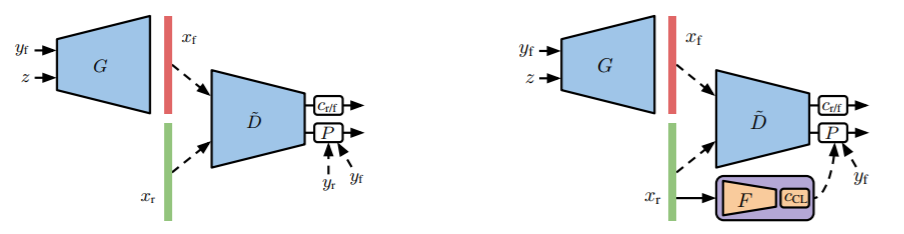 y_f
z
G
x_f
D̃
c_r/f
P
y_r
y_f
x_r
y_f
z
G
x_f
D̃
c_r/f
P
y_f
x_r
F
c_CL